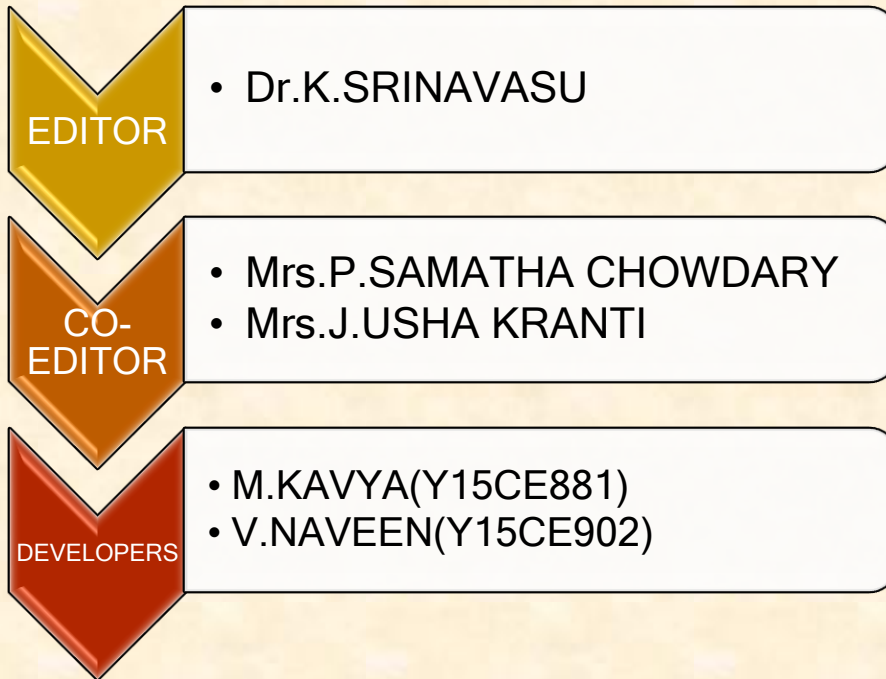 EDITOR
• Dr.K.SRINAVASU
CO-
EDITOR
• Mrs.P.SAMATHA CHOWDARY
• Mrs.J.USHA KRANTI
DEVELOPERS
• M.KAVYA(Y15CE881)
• V.NAVEEN(Y15CE902)